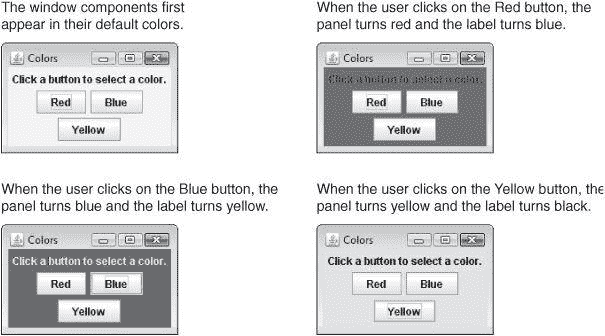 The window components first
appear in their default colors.
Colors
Click a button to select a color.
Red Blue
Yellow
When the user clicks on the Red button, the
panel turns red and the label turns blue.
Colors
Click a button to select a color.
Red Blue
Yellow
When the user clicks on the Blue button, the
panel turns blue and the label turns yellow.
Colors
Click a button to select a color.
Red Blue
Yellow
When the user clicks on the Yellow button, the
panel turns yellow and the label turns black.
Colors
Click a button to select a color.
Red Blue
Yellow